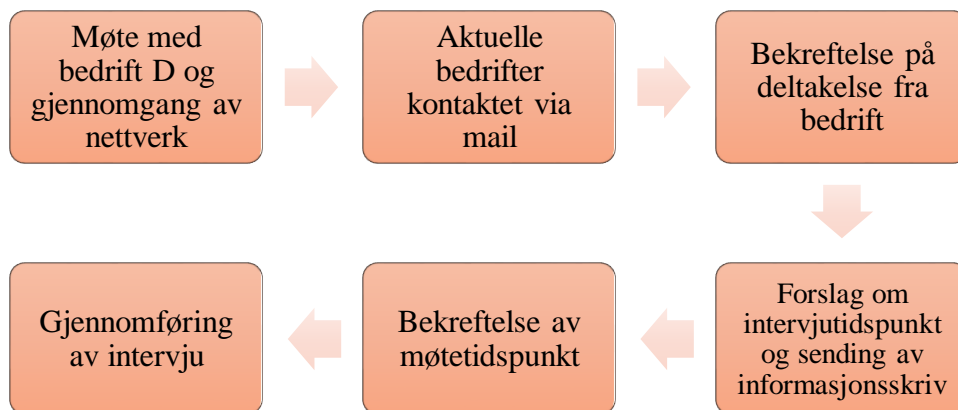 Møte med
bedrift D og
gjennomgang av
nettverk
Aktuelle
bedrifter
kontaktet via
mail
Bekreftelse på
deltakelse fra
bedrift
Forslag om
intervjutidspunkt
og sending av
informasjonsskriv
Bekreftelse av
møtetidspunkt
Gjennomføring
av intervju